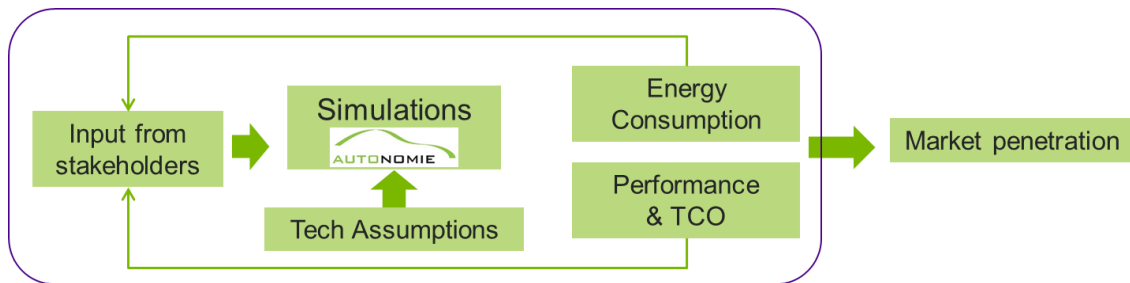 Input from
stakeholders
Simulations
AUTONOMIE
Tech Assumptions
Energy
Consumption
Performance
& TCO
Market penetration